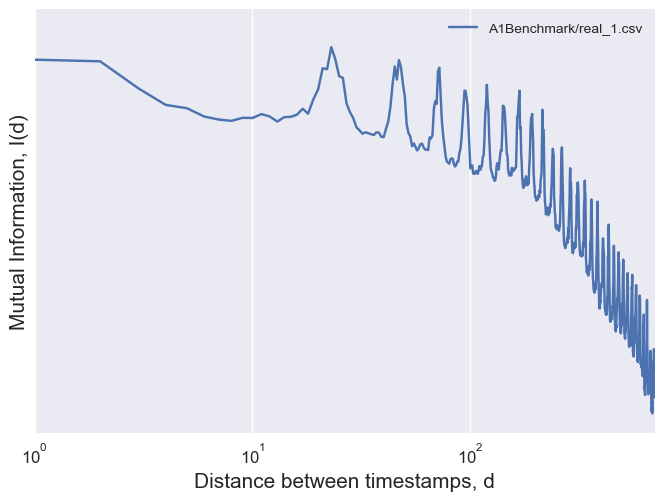 A1Benchmark/real_1.csv
Mutual Information, I(d)
10^0 10^1 10^2
Distance between timestamps, d